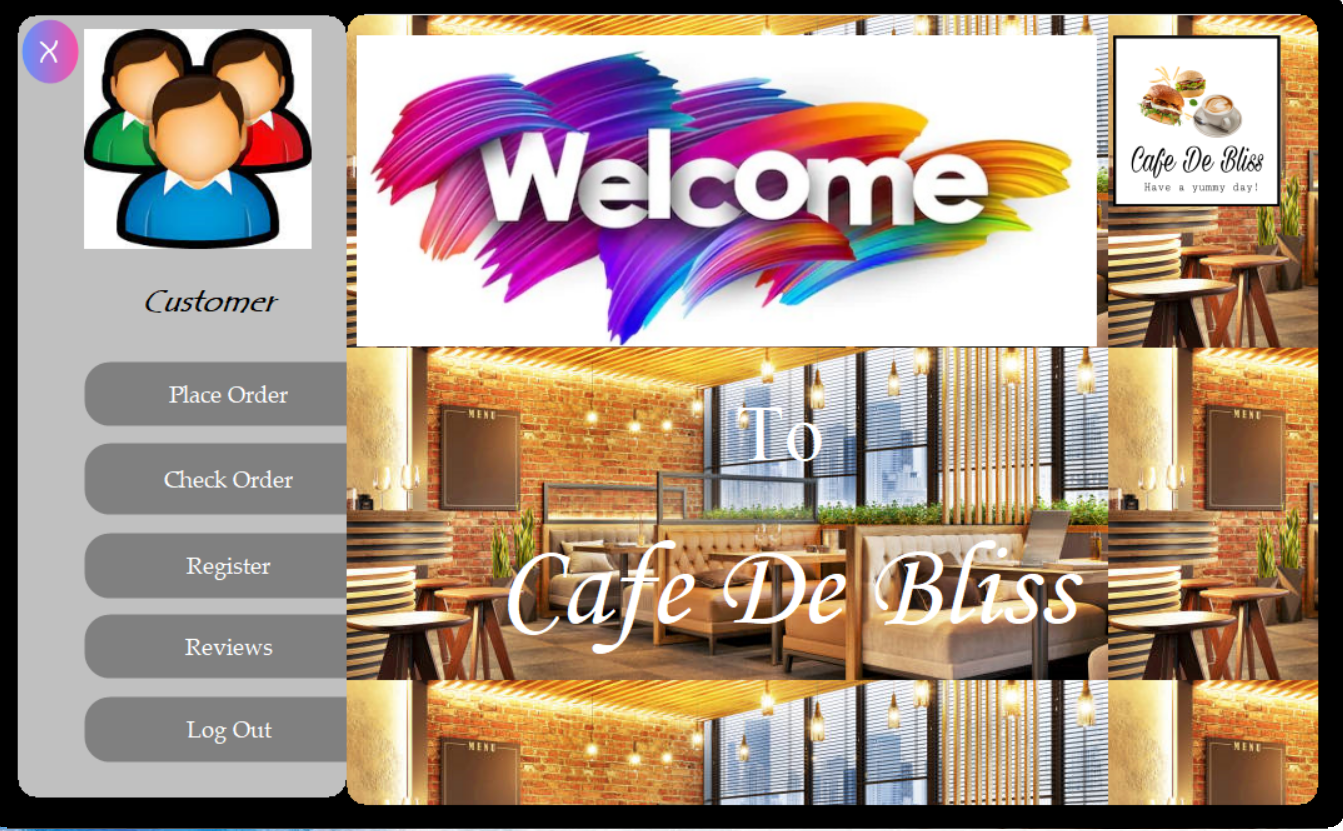 X
Customer
Place Order
Check Order
Register
Reviews
Log Out
Welcome
To
Cafe De Bliss
Cafe De Bliss
Have a yummy day!
MENU
MENU
MENU
MENU